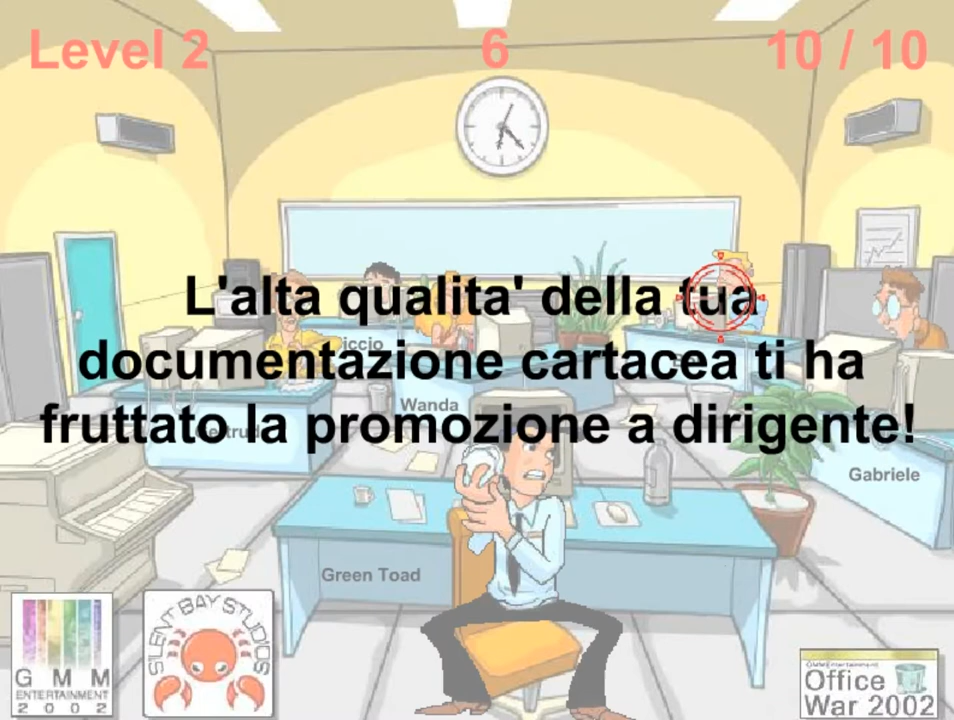 Level 2 6 10 / 10
L'alta qualita' della tua
documentazione cartacea ti ha
fruttato la promozione a dirigente!
Wanda
Gabriele
Green Toad
SILENT BAY STUDIOS
G M M
ENTERTAINMENT
2 0 0 2
Office
War 2002